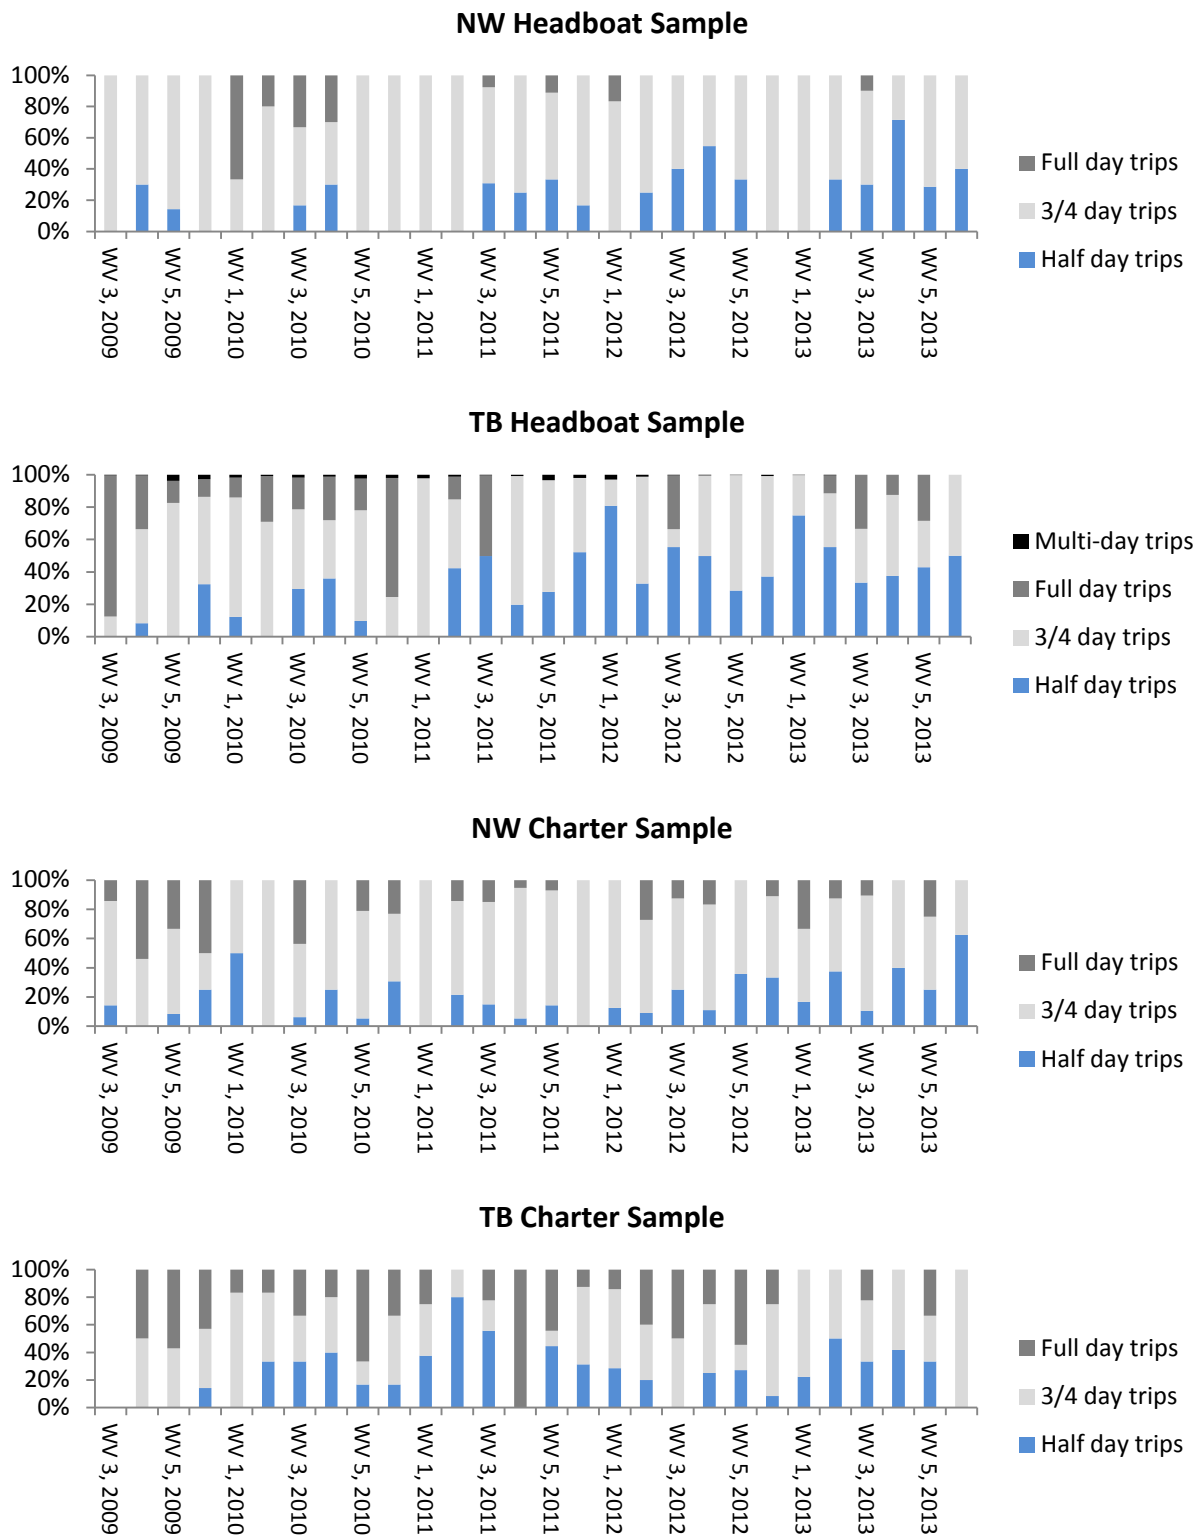 NW Headboat Sample
100%
80%
60%
40%
20%
0%
WV 3, 2009
WV 5, 2009
WV 1, 2010
WV 3, 2010
WV 5, 2010
WV 1, 2011
WV 3, 2011
WV 5, 2011
WV 1, 2012
WV 3, 2012
WV 5, 2012
WV 1, 2013
WV 3, 2013
WV 5, 2013
Full day trips
3/4 day trips
Half day trips
TB Headboat Sample
100%
80%
60%
40%
20%
0%
WV 3, 2009
WV 5, 2009
WV 1, 2010
WV 3, 2010
WV 5, 2010
WV 1, 2011
WV 3, 2011
WV 5, 2011
WV 1, 2012
WV 3, 2012
WV 5, 2012
WV 1, 2013
WV 3, 2013
WV 5, 2013
Multi-day trips
Full day trips
3/4 day trips
Half day trips
NW Charter Sample
100%
80%
60%
40%
20%
0%
WV 3, 2009
WV 5, 2009
WV 1, 2010
WV 3, 2010
WV 5, 2010
WV 1, 2011
WV 3, 2011
WV 5, 2011
WV 1, 2012
WV 3, 2012
WV 5, 2012
WV 1, 2013
WV 3, 2013
WV 5, 2013
Full day trips
3/4 day trips
Half day trips
TB Charter Sample
100%
80%
60%
40%
20%
0%
WV 3, 2009
WV 5, 2009
WV 1, 2010
WV 3, 2010
WV 5, 2010
WV 1, 2011
WV 3, 2011
WV 5, 2011
WV 1, 2012
WV 3, 2012
WV 5, 2012
WV 1, 2013
WV 3, 2013
WV 5, 2013
Full day trips
3/4 day trips
Half day trips